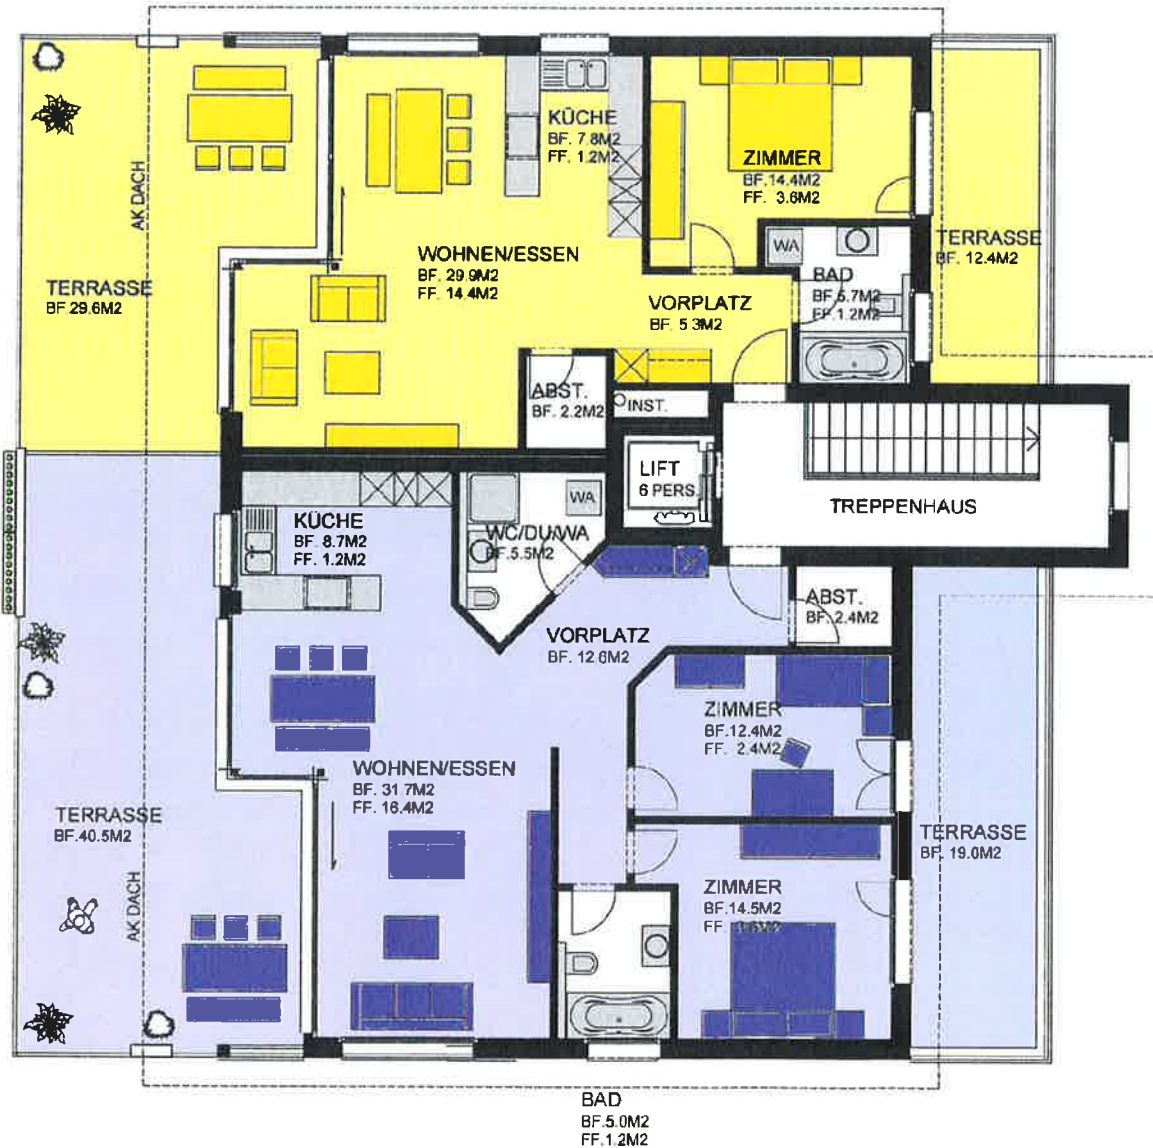 KÜCHE
BF. 7.8M2
FF. 1.2M2
ZIMMER
BF.14.4M2
FF. 3.6M2
AK DACH
WOHNEN/ESSEN
BF. 29.9M2
FF. 14.4M2
WA
TERRASSE
BF. 12.4M2
BAD
BF.5.7M2
FF.1.2M2
TERRASSE
BF.29.6M2
VORPLATZ
BF. 5.3M2
ABST.
BF. 2.2M2
INST.
LIFT
6 PERS.
TREPPENHAUS
KÜCHE
BF. 8.7M2
FF. 1.2M2
WA
WC/DU/WA
BF.5.5M2
ABST.
BF. 2.4M2
VORPLATZ
BF. 12.6M2
ZIMMER
BF.12.4M2
FF. 2.4M2
WOHNEN/ESSEN
BF. 31.7M2
FF. 16.4M2
TERRASSE
BF.40.5M2
TERRASSE
BF. 19.0M2
AK DACH
ZIMMER
BF.14.5M2
FF. 3.6M2
BAD
BF.5.0M2
FF.1.2M2